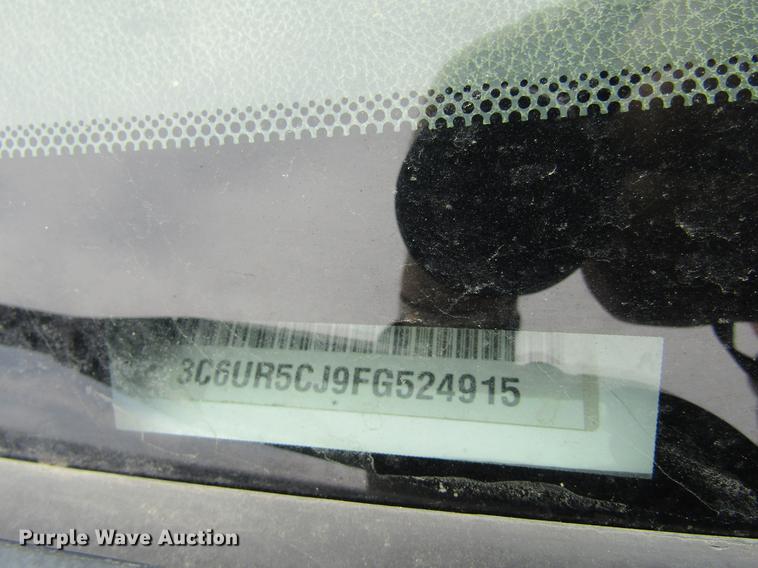 3C6UR5CJ9FG524915
Purple Wave Auction